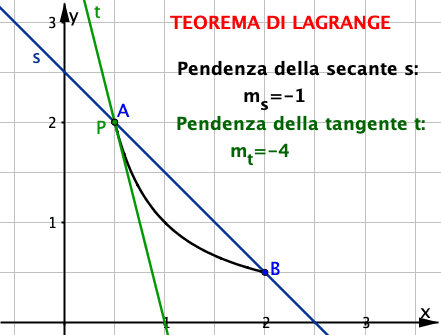 TEOREMA DI LAGRANGE
3
y
t
s
Pendenza della secante s:
ms=-1
2
A
P
Pendenza della tangente t:
mt=-4
1
B
x
1
2
3